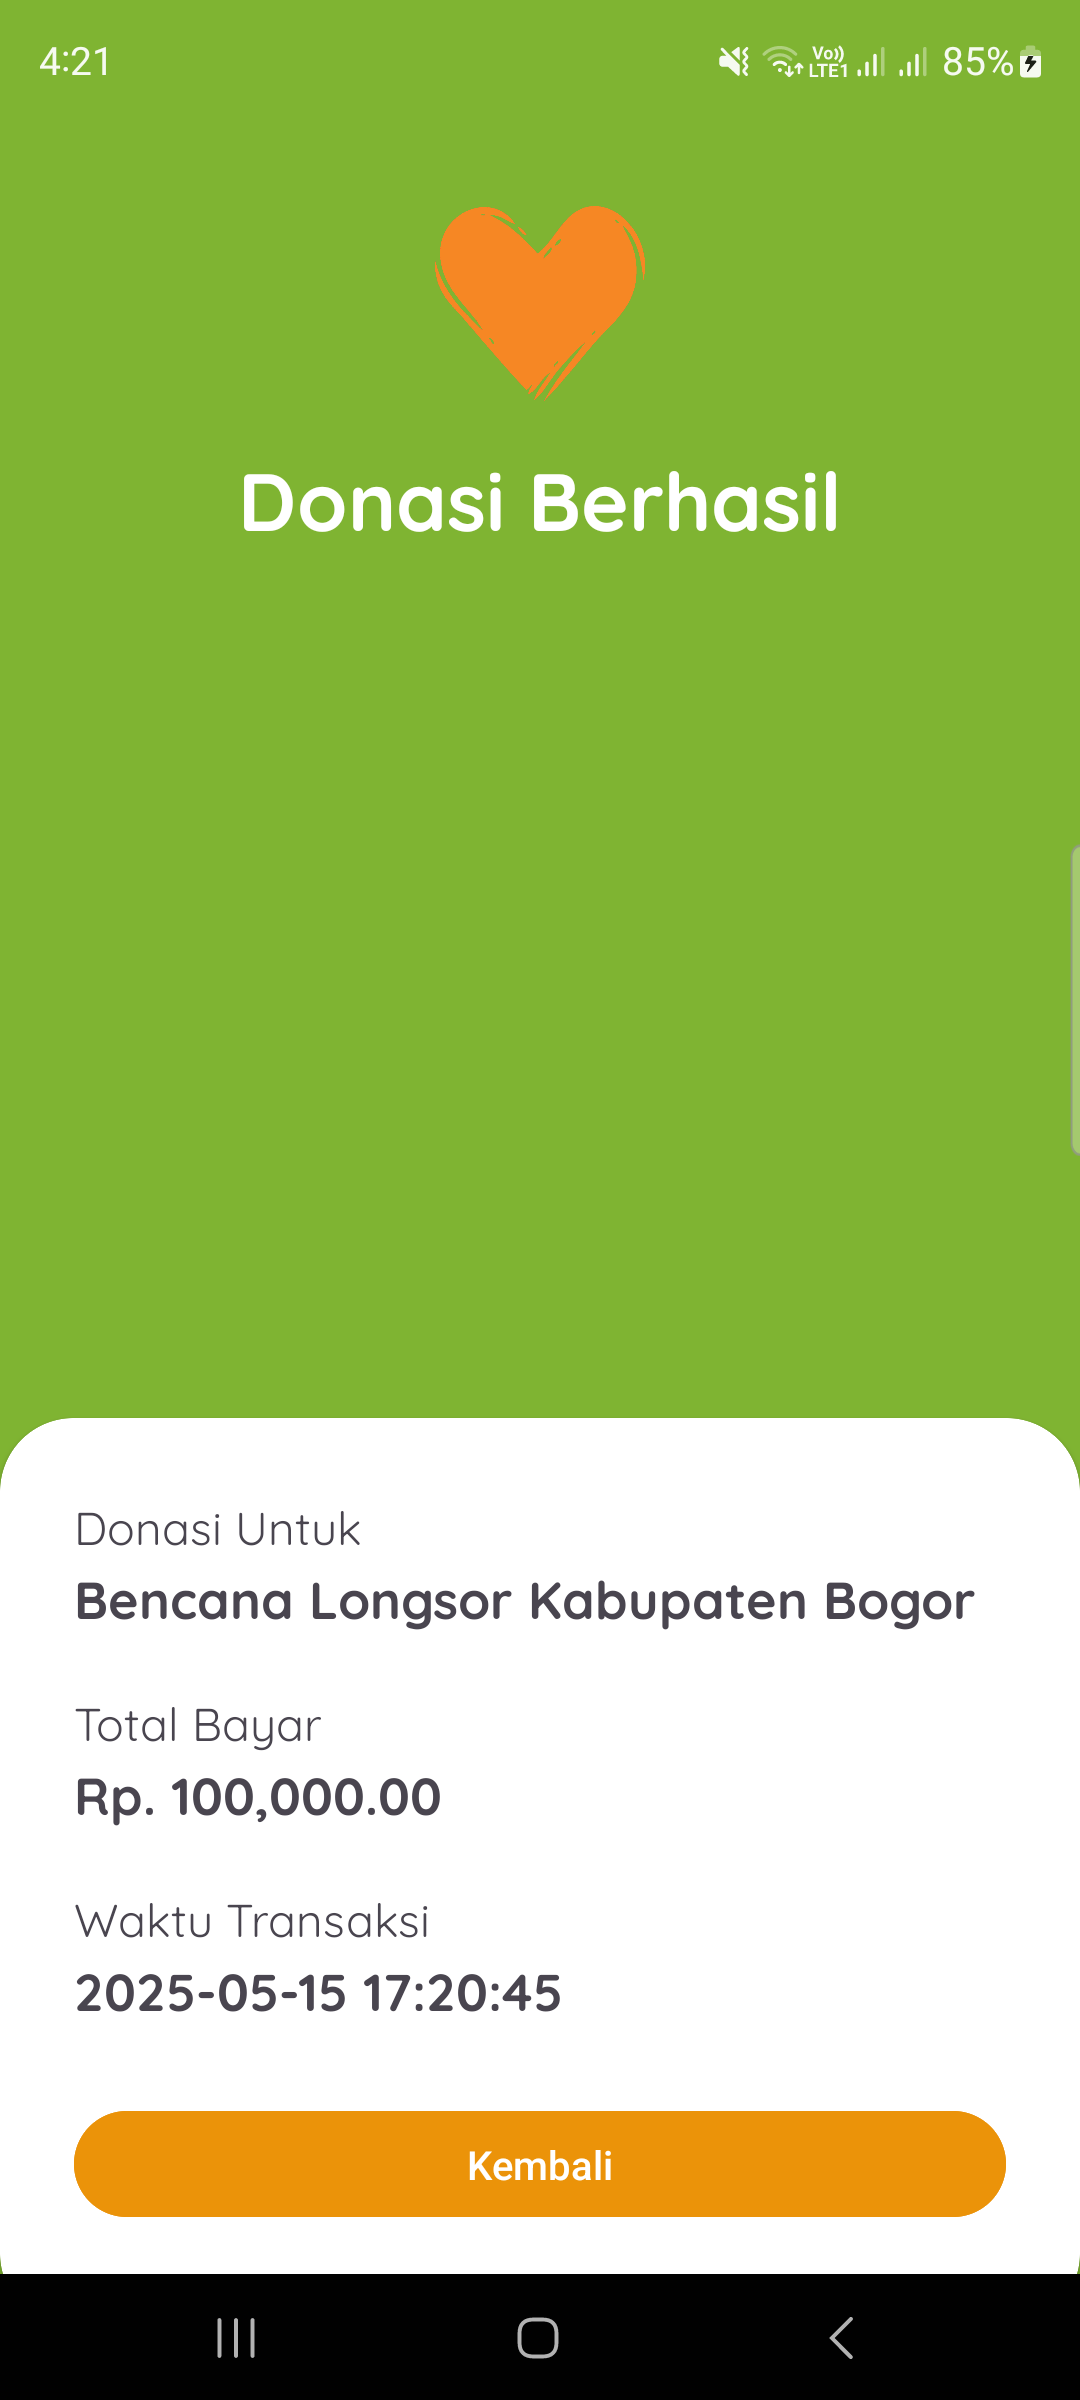 4:21
Vo))
LTE1
85%
Donasi Berhasil
Donasi Untuk
Bencana Longsor Kabupaten Bogor
Total Bayar
Rp. 100,000.00
Waktu Transaksi
2025-05-15 17:20:45
Kembali